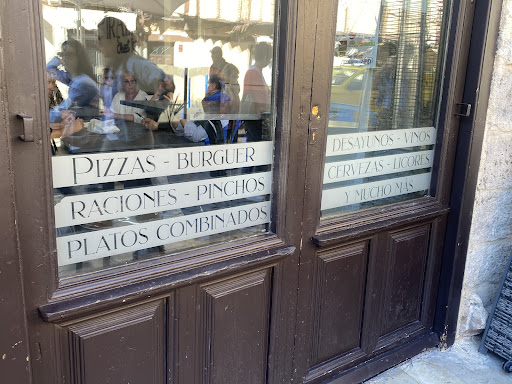 PIZZAS - BURGUER
RACIONES - PINCHOS
PLATOS COMBINADOS
DESAYUNOS - VINOS
CERVEZAS - LICORES
Y MUCHO MAS